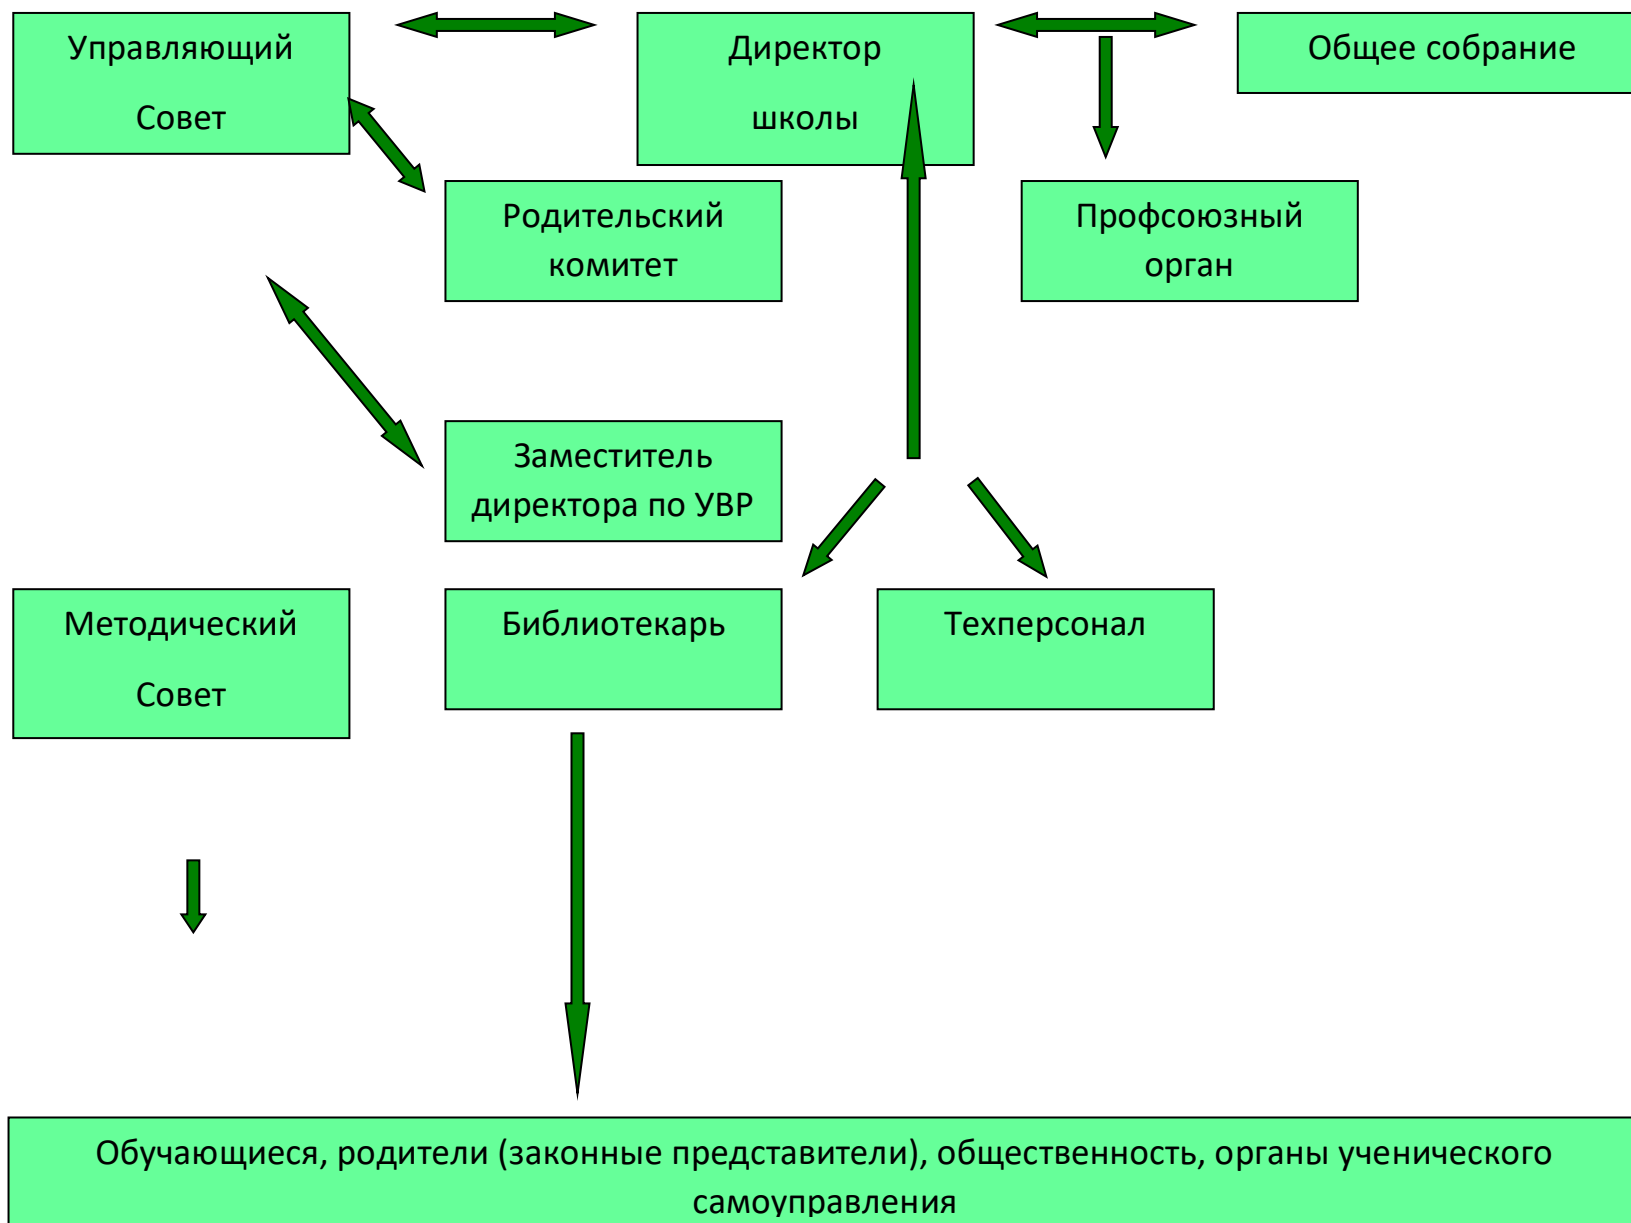 Управляющий
Совет
Директор
школы
Общее собрание
Родительский
комитет
Профсоюзный
орган
Заместитель
директора по УВР
Методический
Совет
Библиотекарь
Техперсонал
Обучающиеся, родители (законные представители), общественность, органы ученического
самоуправления